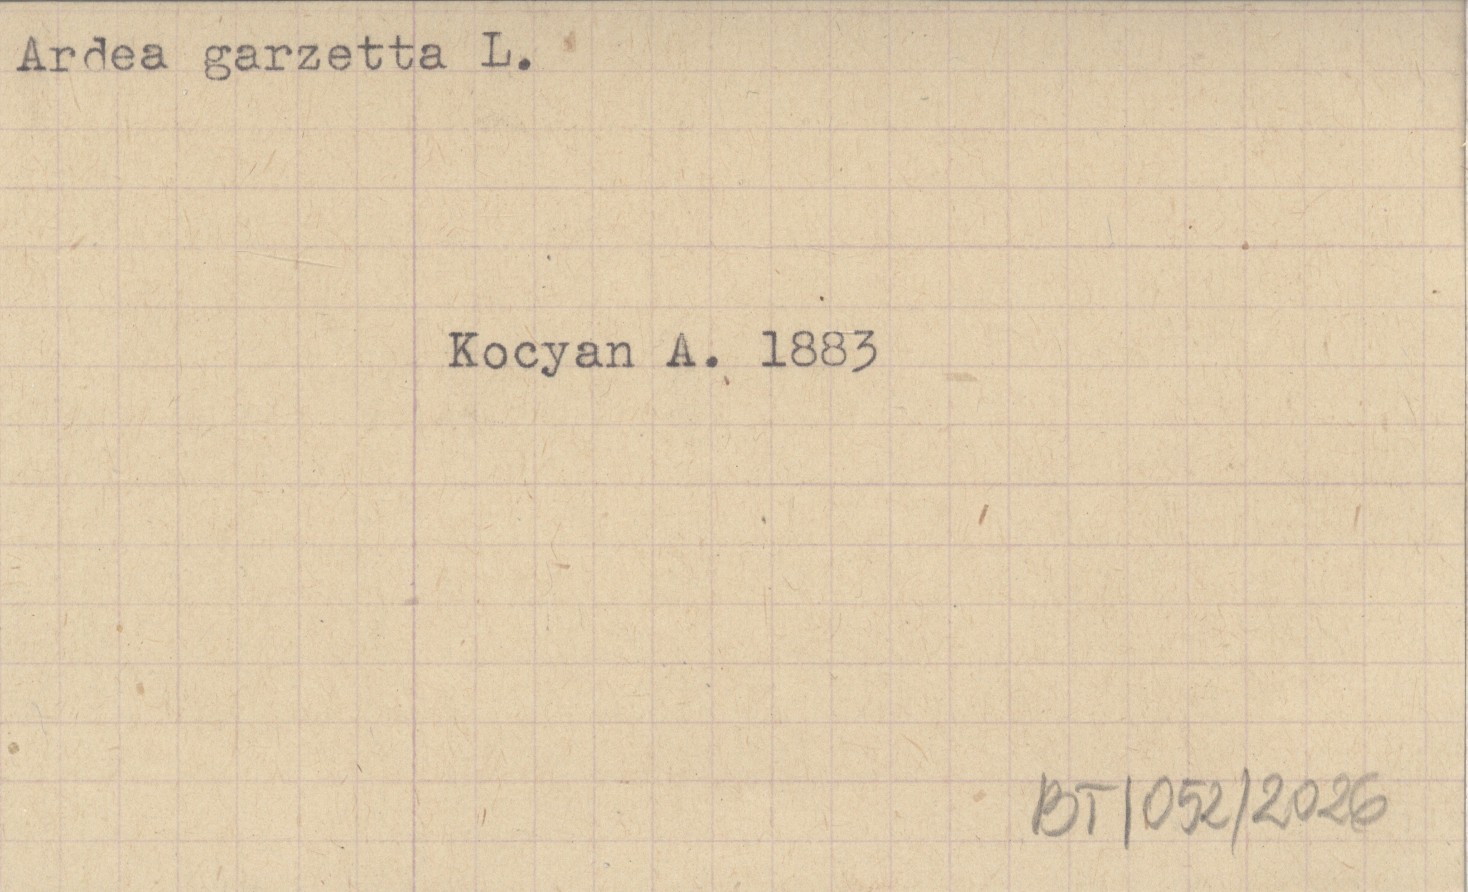 Ardea garzetta L.
Kocyan A. 1883
BT/052/2026